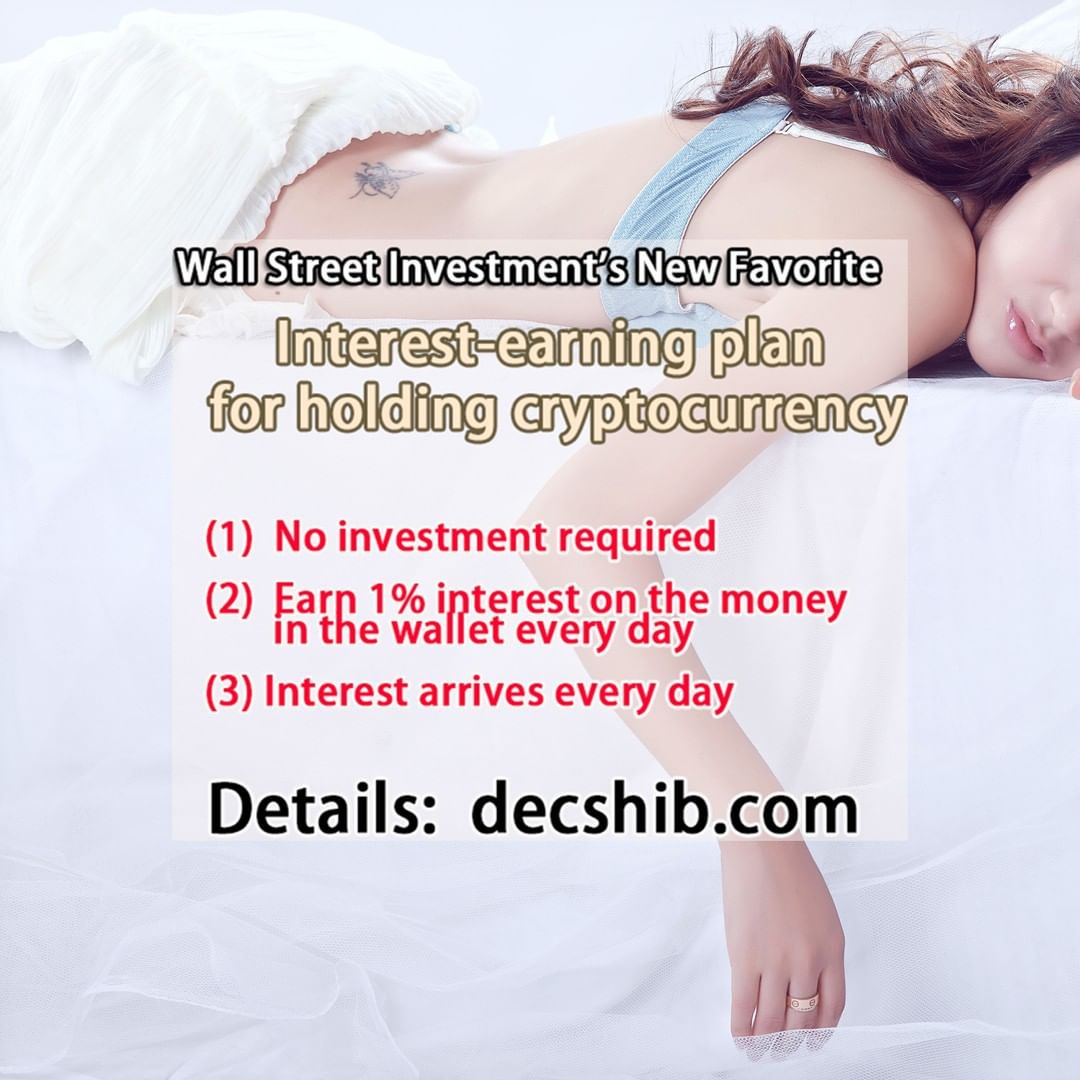 Wall Street Investment's New Favorite
Interest-earning plan
for holding cryptocurrency
(1) No investment required
(2) Earn 1% interest on the money
in the wallet every day
(3) Interest arrives every day
Details: decshib.com